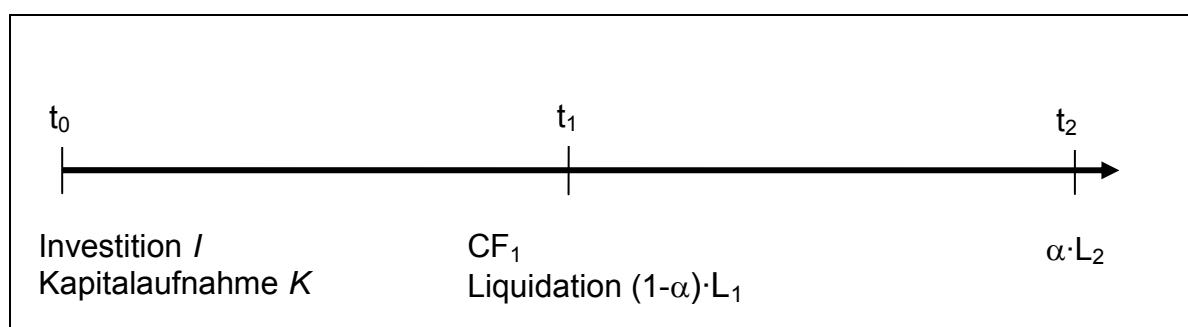 t₀ t₁ t₂
Investition I CF₁ α·L₂
Kapitalaufnahme K Liquidation (1-α)·L₁